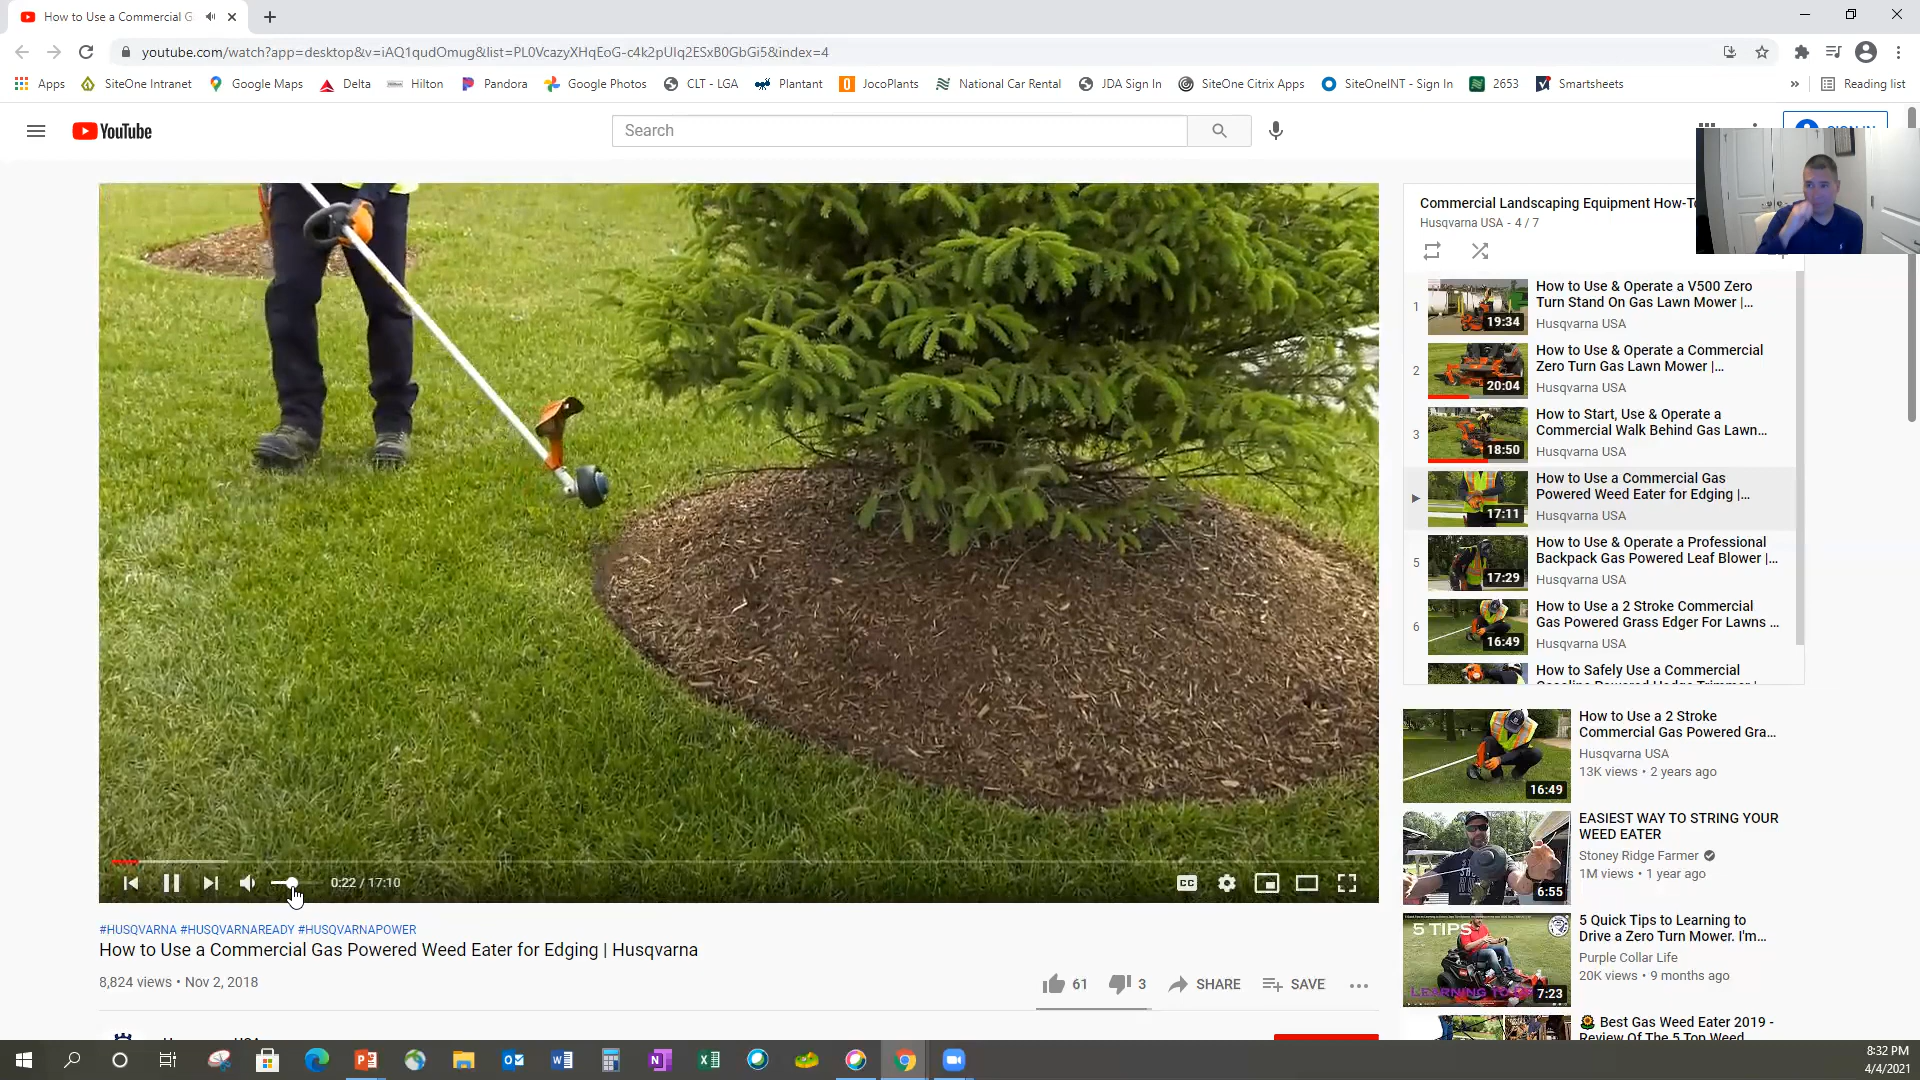 How to Use a Commercial G
youtube.com/watch?app=desktop&v=iAQ1qudOmug&list=PL0VcazyXHqEoG-c4k2pUlq2ESxB0GbGi5&index=4
Apps SiteOne Intranet Google Maps Delta Hilton Pandora Google Photos CLT - LGA Plantant JocoPlants National Car Rental JDA Sign In SiteOne Citrix Apps SiteOneINT - Sign In 2653 Smartsheets » Reading list
YouTube
Search
Commercial Landscaping Equipment How-To
Husqvarna USA - 4 / 7
1
How to Use & Operate a V500 Zero
Turn Stand On Gas Lawn Mower |...
19:34
Husqvarna USA
2
How to Use & Operate a Commercial
Zero Turn Gas Lawn Mower |...
20:04
Husqvarna USA
3
How to Start, Use & Operate a
Commercial Walk Behind Gas Lawn...
18:50
Husqvarna USA
How to Use a Commercial Gas
Powered Weed Eater for Edging |...
17:11
Husqvarna USA
5
How to Use & Operate a Professional
Backpack Gas Powered Leaf Blower |...
17:29
Husqvarna USA
6
How to Use a 2 Stroke Commercial
Gas Powered Grass Edger For Lawns ...
16:49
Husqvarna USA
How to Safely Use a Commercial
Gasoline Powered Hedge Trimmer |
How to Use a 2 Stroke
Commercial Gas Powered Gra...
Husqvarna USA
13K views • 2 years ago
16:49
EASIEST WAY TO STRING YOUR
WEED EATER
Stoney Ridge Farmer
1M views • 1 year ago
6:55
5 TIPS
5 Quick Tips to Learning to
Drive a Zero Turn Mower. I'm...
Purple Collar Life
20K views • 9 months ago
7:23
Best Gas Weed Eater 2019 -
Review Of The 5 Top Weed
0:22 / 17:10
CC
#HUSQVARNA #HUSQVARNAREADY #HUSQVARNAPOWER
How to Use a Commercial Gas Powered Weed Eater for Edging | Husqvarna
8,824 views • Nov 2, 2018
61 3 SHARE SAVE
8:32 PM
4/4/2021